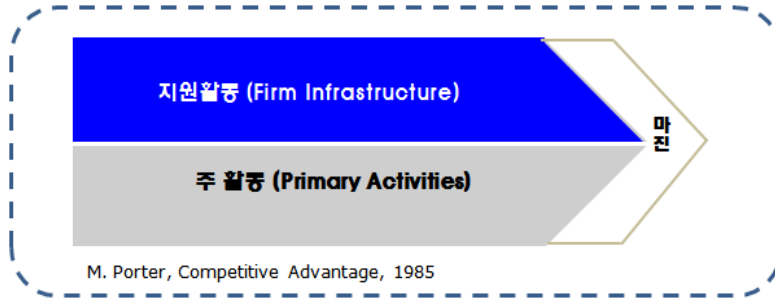 지원활동 (Firm Infrastructure)
마
진
주 활동 (Primary Activities)
M. Porter, Competitive Advantage, 1985